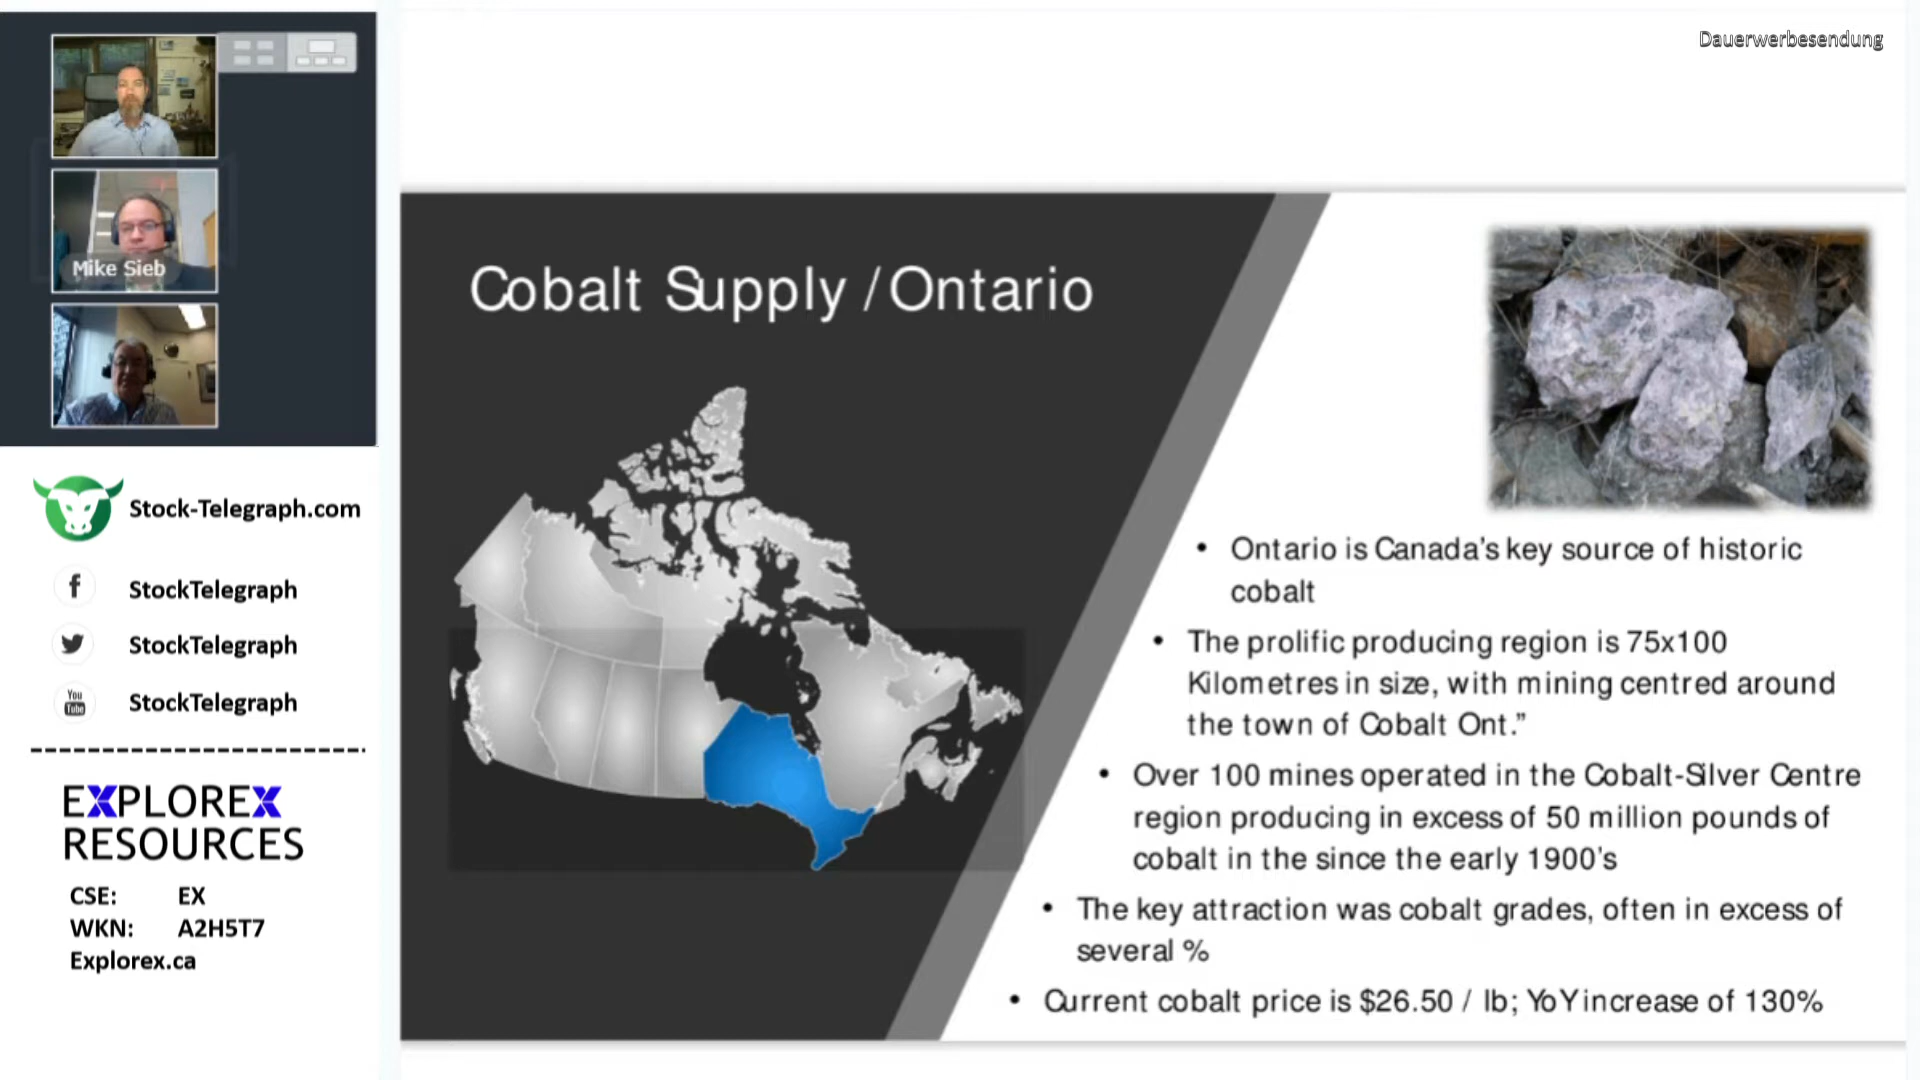 Dauerwerbesendung
Mike Sieb
Stock-Telegraph.com
f StockTelegraph
StockTelegraph
You
Tube StockTelegraph
EXPLOREX
RESOURCES
CSE: EX
WKN: A2H5T7
Explorex.ca
Cobalt Supply / Ontario
• Ontario is Canada's key source of historic
cobalt
• The prolific producing region is 75x100
Kilometres in size, with mining centred around
the town of Cobalt Ont."
• Over 100 mines operated in the Cobalt-Silver Centre
region producing in excess of 50 million pounds of
cobalt in the since the early 1900's
• The key attraction was cobalt grades, often in excess of
several %
• Current cobalt price is $26.50 / lb; YoY increase of 130%